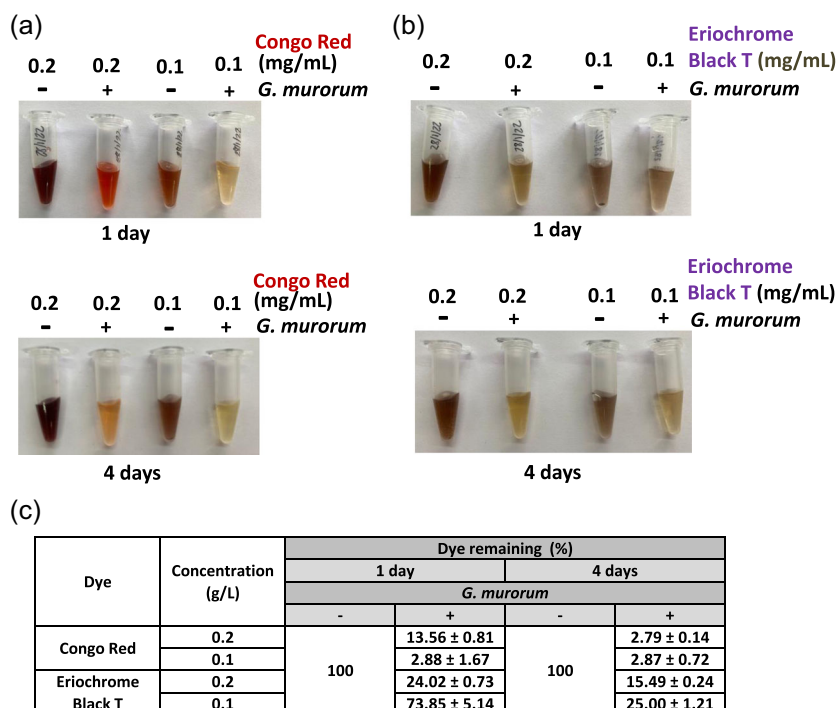 (a)
Congo Red
0.2 0.2 0.1 0.1 (mg/mL)
- + - + G. murorum
1 day
Congo Red
0.2 0.2 0.1 0.1 (mg/mL)
- + - + G. murorum
4 days
(b)
Eriochrome
0.2 0.2 0.1 0.1 Black T (mg/mL)
- + - + G. murorum
1 day
Eriochrome
0.2 0.2 0.1 0.1 Black T (mg/mL)
- + - + G. murorum
4 days
(c)
Dye Concentration (g/L) Dye remaining (%)
1 day 4 days
G. murorum
- + - +
Congo Red 0.2 100 13.56 ± 0.81 100 2.79 ± 0.14
0.1 2.88 ± 1.67 2.87 ± 0.72
Eriochrome Black T 0.2 24.02 ± 0.73 15.49 ± 0.24
0.1 73.85 ± 5.14 25.00 ± 1.21